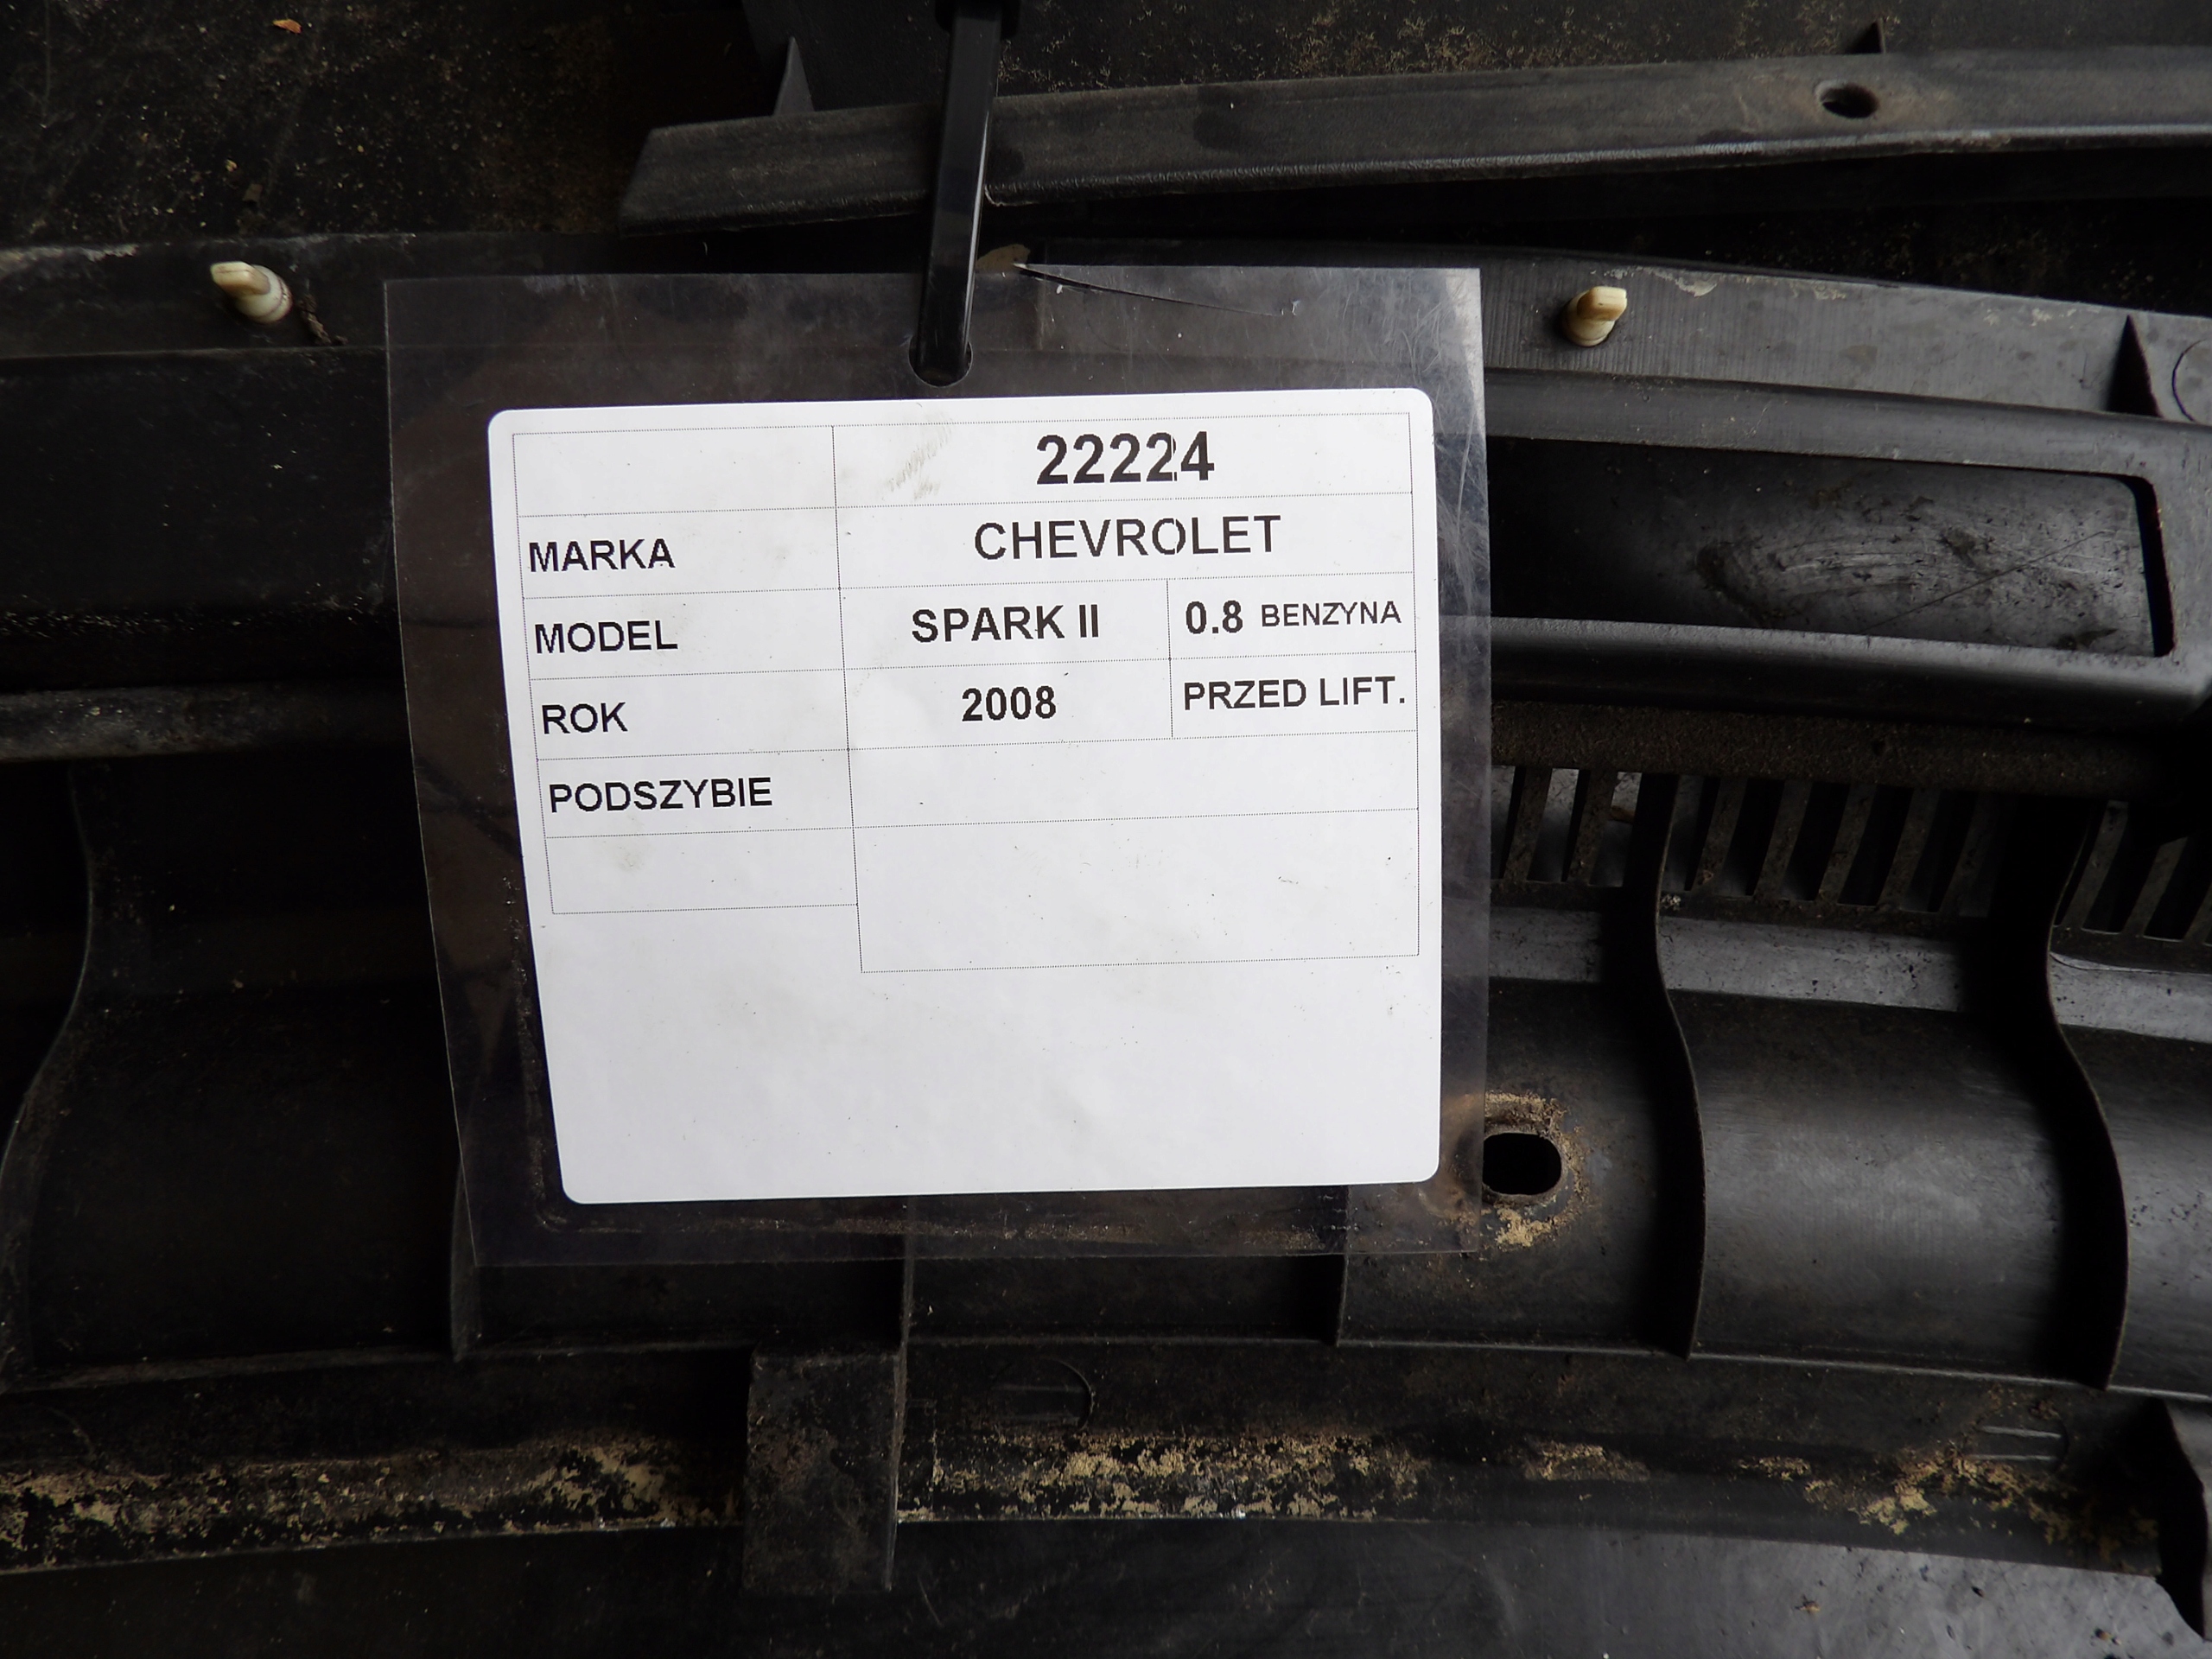 22224
MARKA CHEVROLET
MODEL SPARK II 0.8 BENZYNA
ROK 2008 PRZED LIFT.
PODSZYBIE